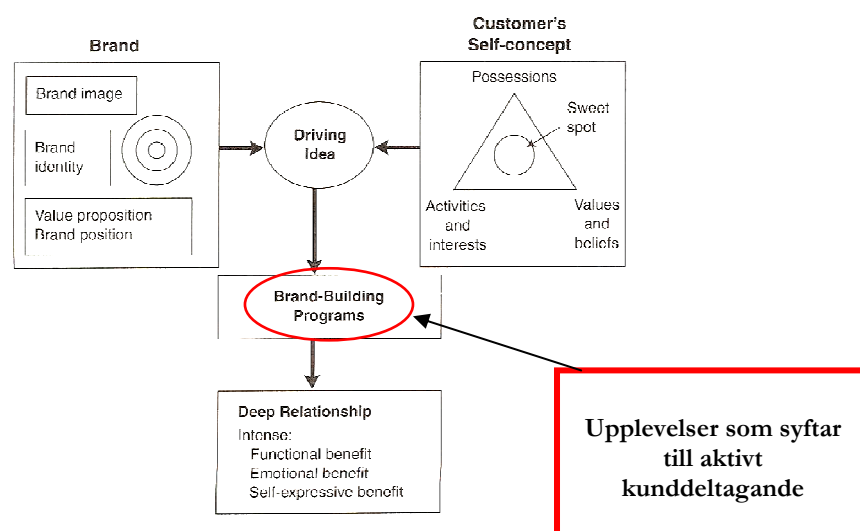 Brand
Brand image
Brand
identity
Value proposition
Brand position
Driving
Idea
Customer's
Self-concept
Possessions
Sweet
spot
Activities
and
interests
Values
and
beliefs
Brand-Building
Programs
Deep Relationship
Intense:
Functional benefit
Emotional benefit
Self-expressive benefit
Upplevelser som syftar
till aktivt
kunddeltagande